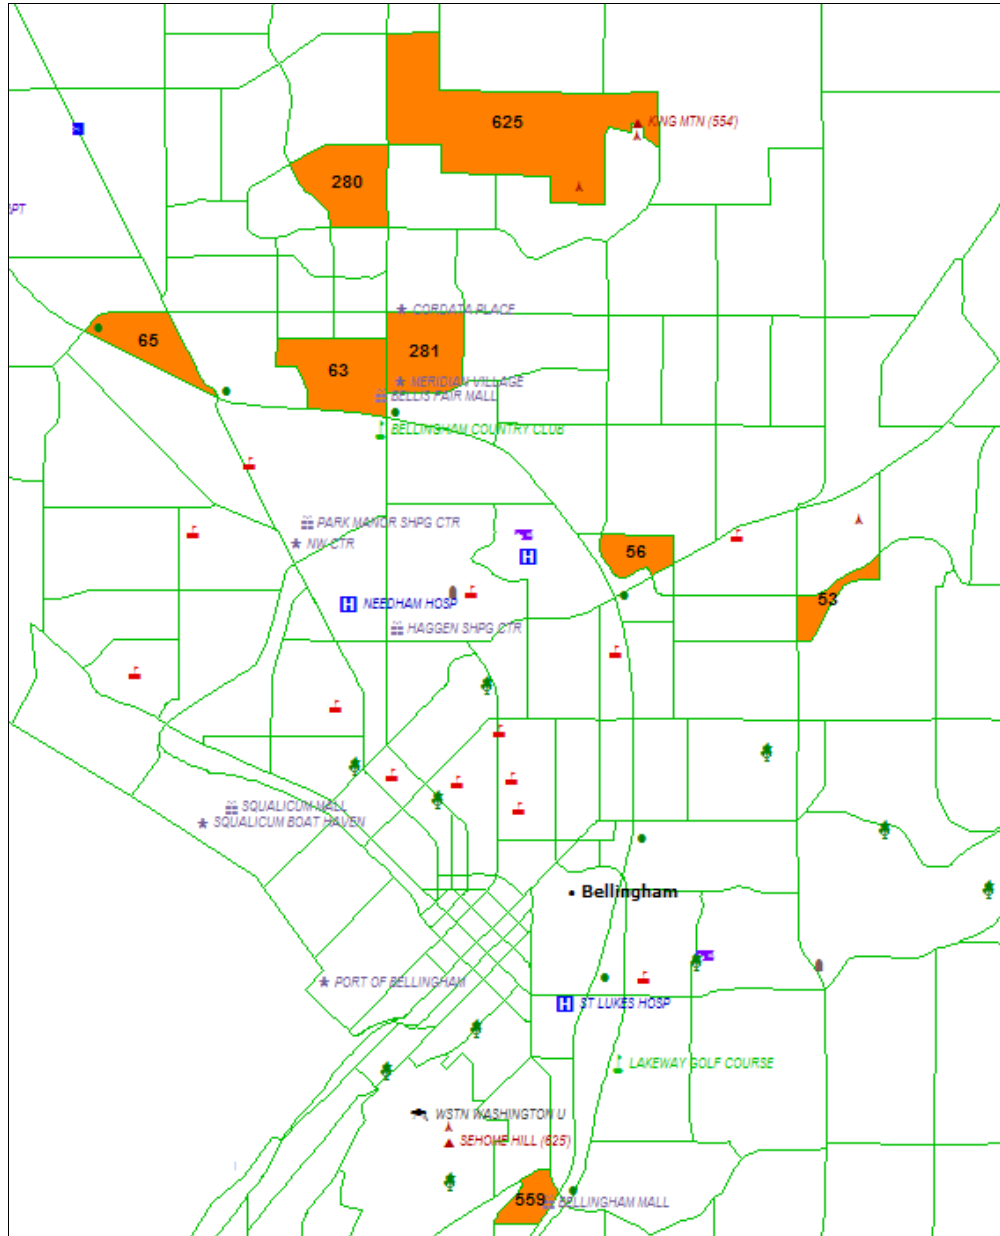 625
KING MTN (554')
280
PT
CORDATA PLACE
65
281
63
MERIDIAN VILLAGE
BELLIS FAIR MALL
BELLINGHAM COUNTRY CLUB
PARK MANOR SHPG CTR
NW CTR
56
H
53
H NEEDHAM HOSP
HAGGEN SHPG CTR
SQUALICUM MALL
SQUALICUM BOAT HAVEN
Bellingham
PORT OF BELLINGHAM
H ST LUKES HOSP
LAKEWAY GOLF COURSE
WSTN WASHINGTON U
SEHOME HILL (625')
559
BELLINGHAM MALL